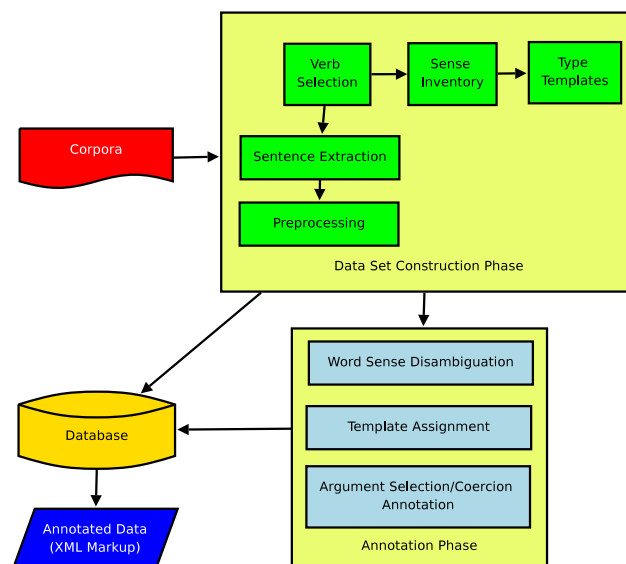 Verb
Selection
Sense
Inventory
Type
Templates
Corpora
Sentence Extraction
Preprocessing
Data Set Construction Phase
Word Sense Disambiguation
Template Assignment
Database
Argument Selection/Coercion
Annotation
Annotated Data
(XML Markup)
Annotation Phase